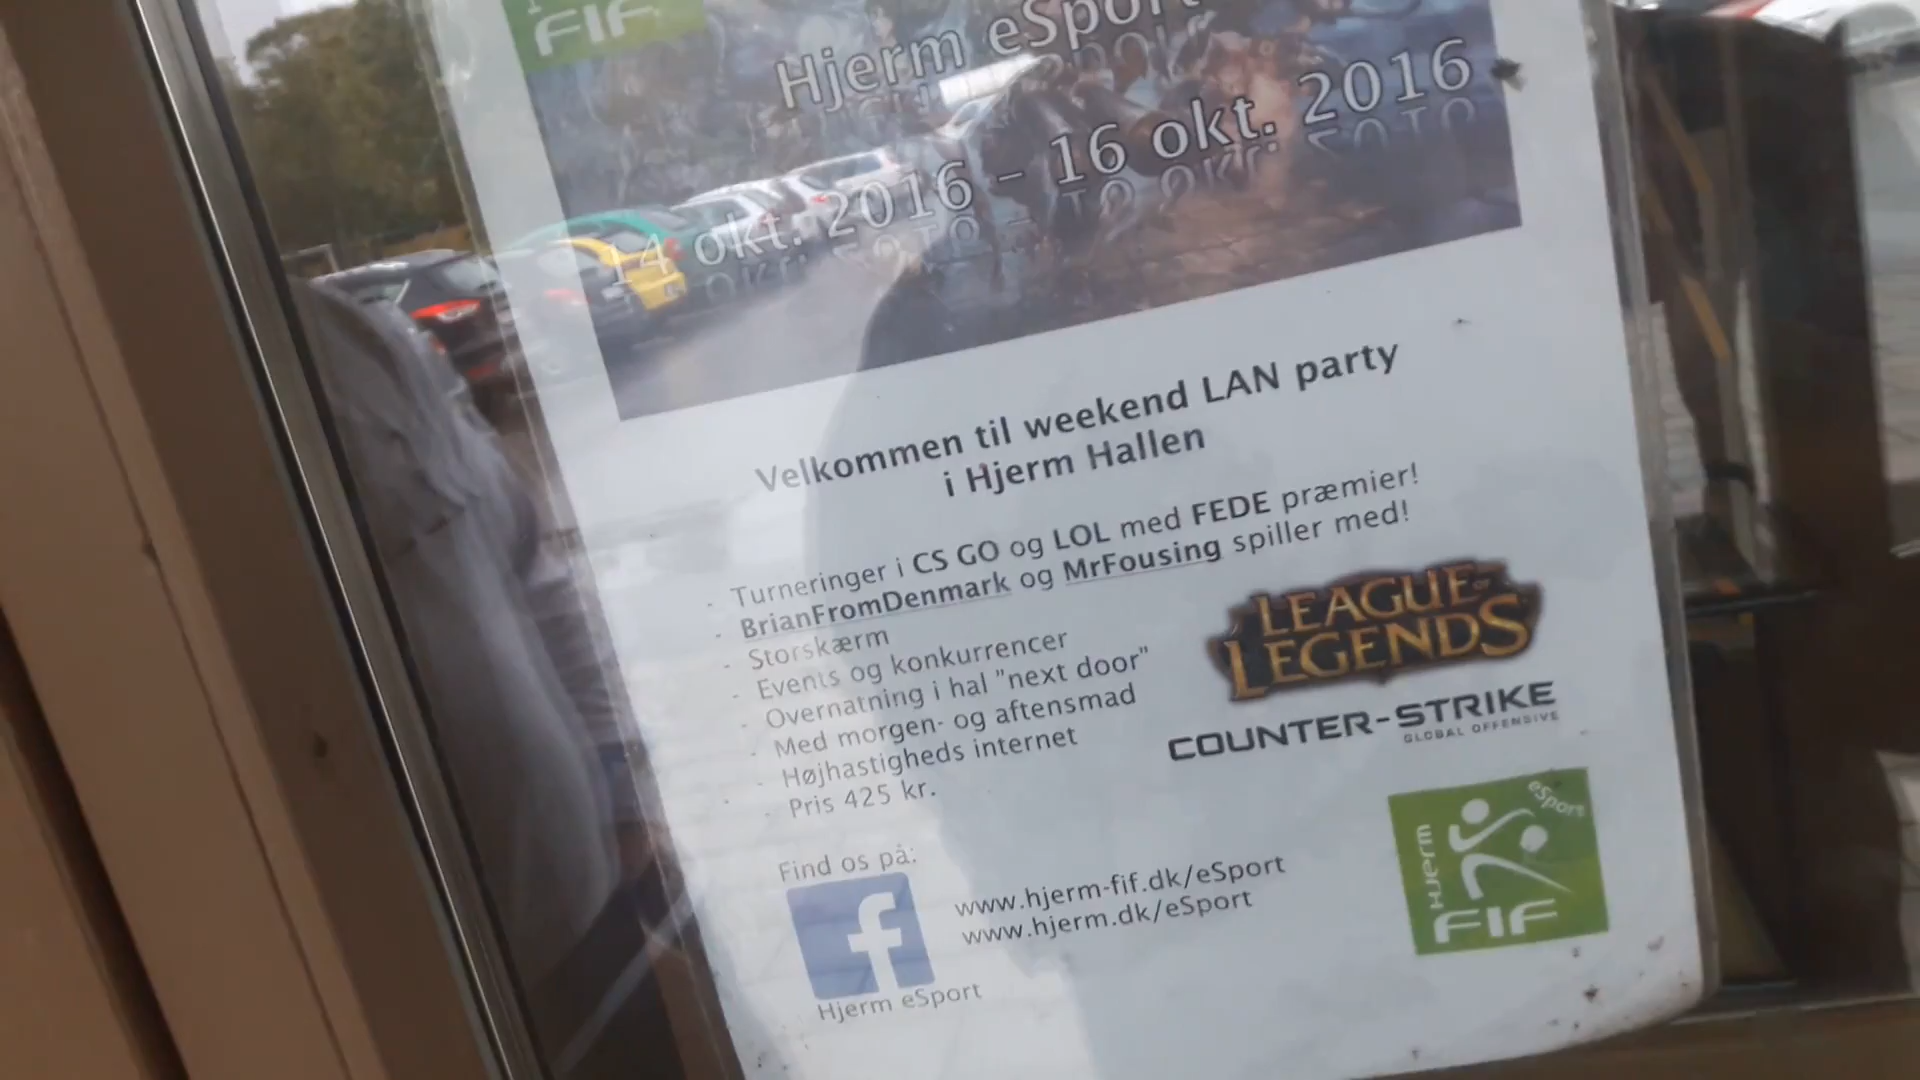 FIF
Hjerm eSport
14 okt. 2016 - 16 okt. 2016
Velkommen til weekend LAN party
i Hjerm Hallen
- Turneringer i CS GO og LOL med FEDE præmier!
- BrianFromDenmark og MrFousing spiller med!
- Storskærm
- Events og konkurrencer
- Overnatning i hal "next door"
- Med morgen- og aftensmad
- Højhastigheds internet
- Pris 425 kr.
LEAGUE OF
LEGENDS
COUNTER-STRIKE
GLOBAL OFFENSIVE
Find os på:
f
www.hjerm-fif.dk/eSport
www.hjerm.dk/eSport
Hjerm eSport
eSport
Hjerm
FIF